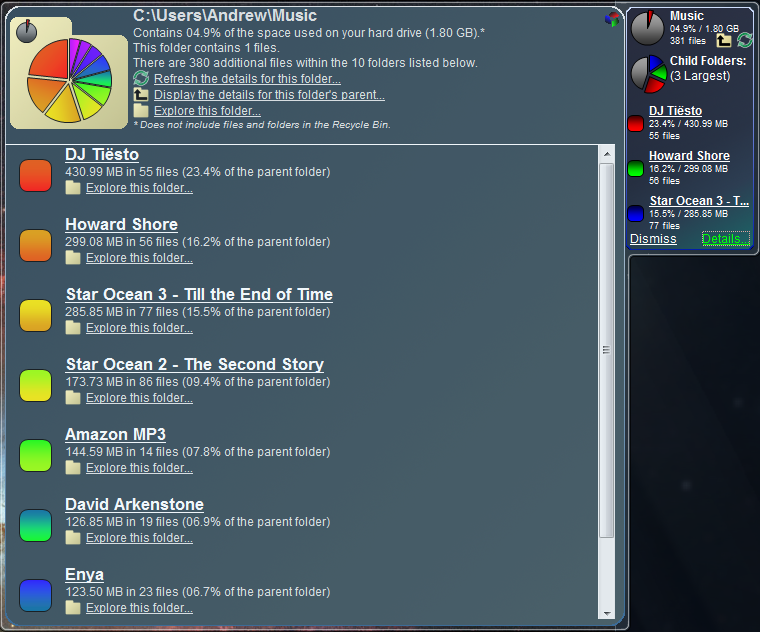 C:\Users\Andrew\Music
Contains 04.9% of the space used on your hard drive (1.80 GB).*
This folder contains 1 files.
There are 380 additional files within the 10 folders listed below.
Refresh the details for this folder...
Display the details for this folder's parent...
Explore this folder...
* Does not include files and folders in the Recycle Bin.
DJ Tiësto
430.99 MB in 55 files (23.4% of the parent folder)
Explore this folder...
Howard Shore
299.08 MB in 56 files (16.2% of the parent folder)
Explore this folder...
Star Ocean 3 - Till the End of Time
285.85 MB in 77 files (15.5% of the parent folder)
Explore this folder...
Star Ocean 2 - The Second Story
173.73 MB in 86 files (09.4% of the parent folder)
Explore this folder...
Amazon MP3
144.59 MB in 14 files (07.8% of the parent folder)
Explore this folder...
David Arkenstone
126.85 MB in 19 files (06.9% of the parent folder)
Explore this folder...
Enya
123.50 MB in 23 files (06.7% of the parent folder)
Explore this folder...
Music
04.9% / 1.80 GB
381 files
Child Folders:
(3 Largest)
DJ Tiësto
23.4% / 430.99 MB
55 files
Howard Shore
16.2% / 299.08 MB
56 files
Star Ocean 3 - T...
15.5% / 285.85 MB
77 files
Dismiss
Details...